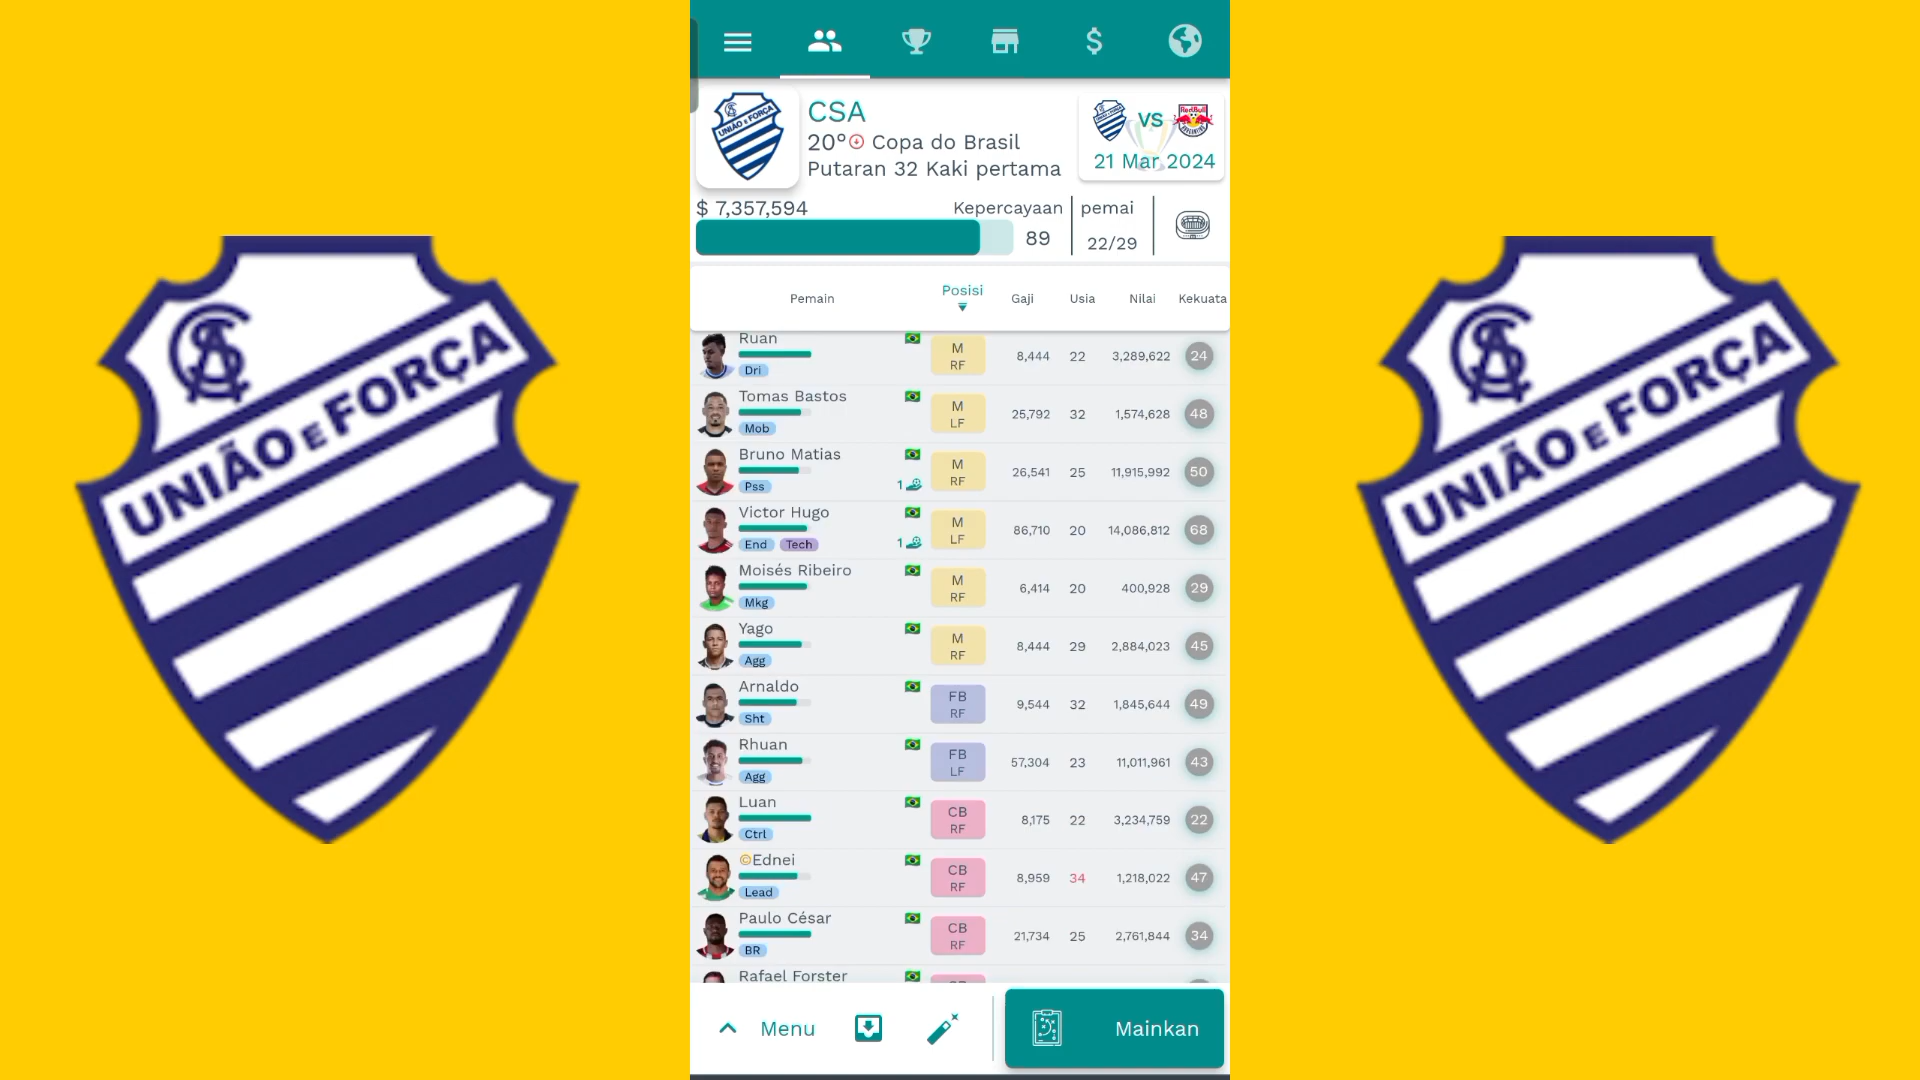 UNIÃO E FORÇA
UNIÃO E FORÇA
CSA
20° Copa do Brasil
Putaran 32 Kaki pertama
UNIÃO E FORÇA
VS
RedBull
21 Mar 2024
$ 7,357,594
Kepercayaan
89
pemai
22/29
Pemain Posisi Gaji Usia Nilai Kekuata
Ruan
Dri
M
RF
8,444 22 3,289,622 24
Tomas Bastos
Mob
M
LF
25,792 32 1,574,628 48
Bruno Matias
Pss
1
M
RF
26,541 25 11,915,992 50
Victor Hugo
End Tech
1
M
LF
86,710 20 14,086,812 68
Moisés Ribeiro
Mkg
M
RF
6,414 20 400,928 29
Yago
Agg
M
RF
8,444 29 2,884,023 45
Arnaldo
Sht
FB
RF
9,544 32 1,845,644 49
Rhuan
Agg
FB
LF
57,304 23 11,011,961 43
Luan
Ctrl
CB
RF
8,175 22 3,234,759 22
©Ednei
Lead
CB
RF
8,959 34 1,218,022 47
Paulo César
BR
CB
RF
21,734 25 2,761,844 34
Rafael Forster
Menu
Mainkan